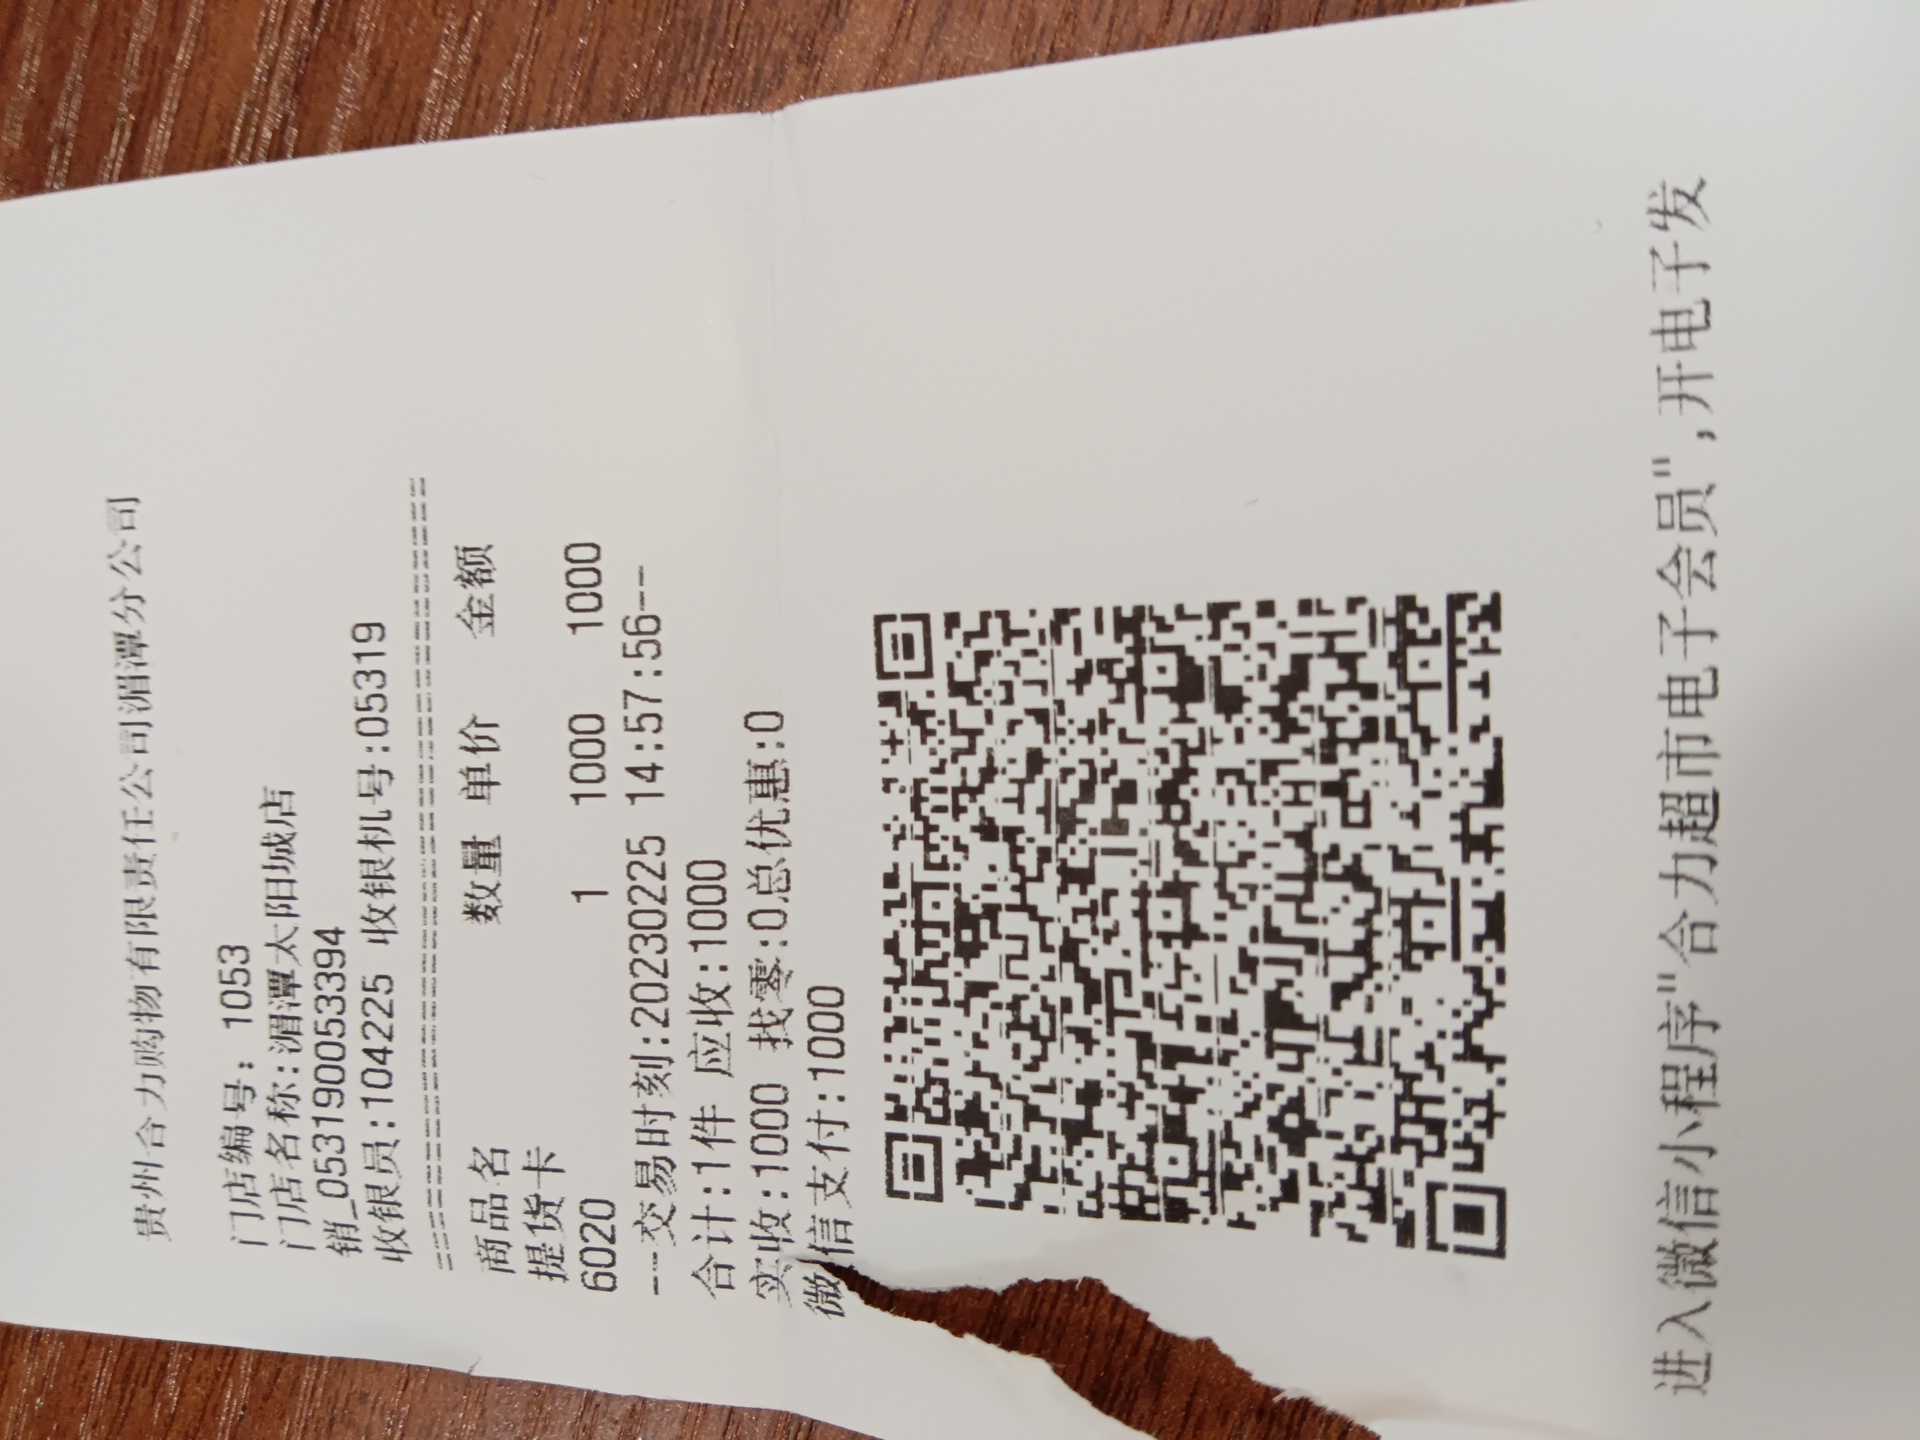 贵州合力购物有限责任公司湄潭分公司
门店编号: 1053
门店名称:湄潭太阳城店
销_0531900053394
收银员:104225 收银机号:05319
商品名 数量 单价 金额
提货卡
6020 1 1000 1000
---交易时刻:20230225 14:57:56--
合计:1件 应收:1000
实收:1000 找零:0总优惠:0
微信支付:1000
进入微信小程序"合力超市电子会员",开电子发